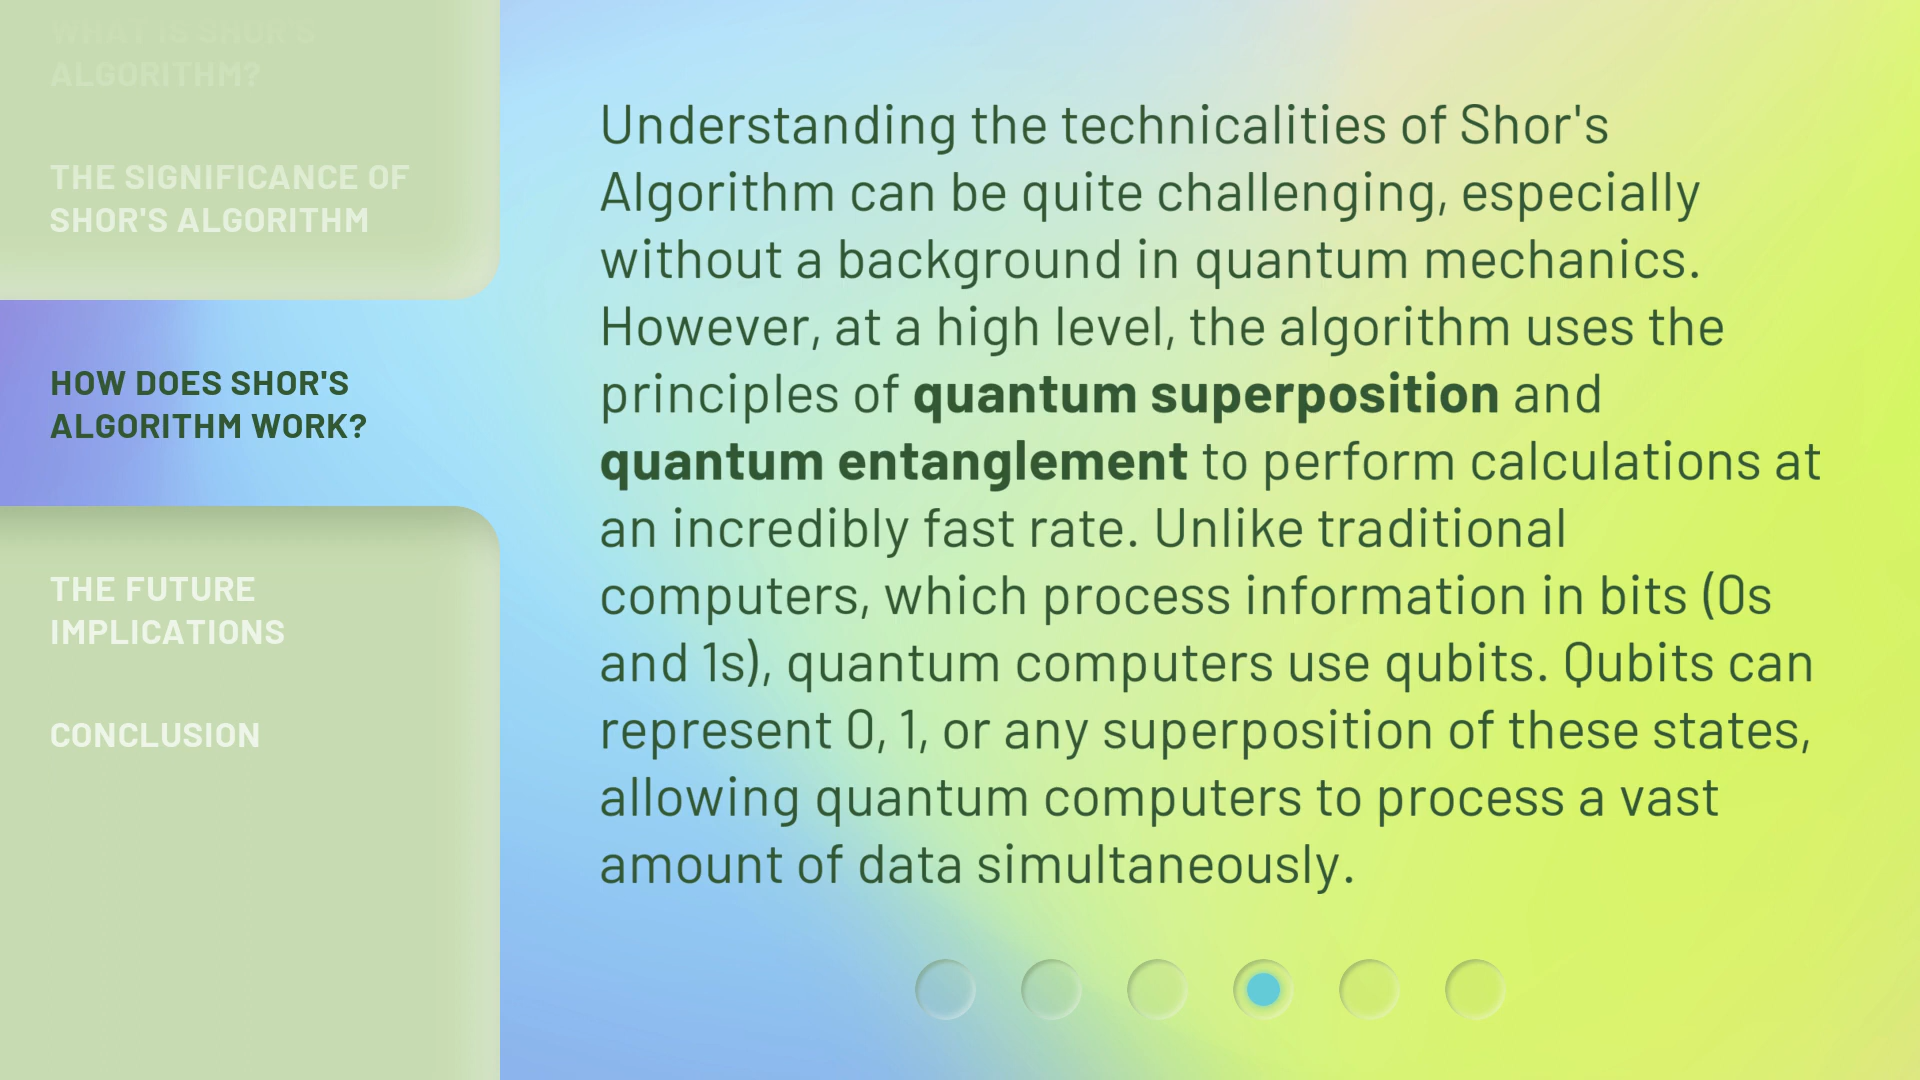 WHAT IS SHOR'S
ALGORITHM?
THE SIGNIFICANCE OF
SHOR'S ALGORITHM
HOW DOES SHOR'S
ALGORITHM WORK?
THE FUTURE
IMPLICATIONS
CONCLUSION
Understanding the technicalities of Shor's
Algorithm can be quite challenging, especially
without a background in quantum mechanics.
However, at a high level, the algorithm uses the
principles of quantum superposition and
quantum entanglement to perform calculations at
an incredibly fast rate. Unlike traditional
computers, which process information in bits (0s
and 1s), quantum computers use qubits. Qubits can
represent 0, 1, or any superposition of these states,
allowing quantum computers to process a vast
amount of data simultaneously.